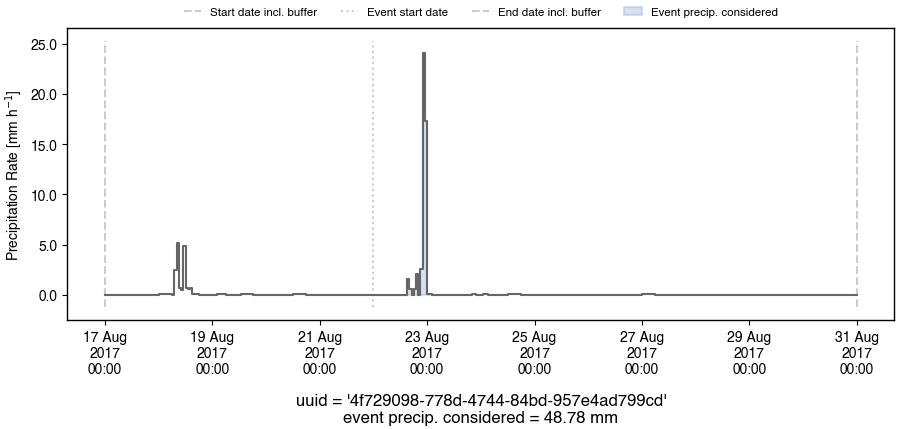 Start date incl. buffer Event start date End date incl. buffer Event precip. considered
Precipitation Rate [mm h⁻¹]
25.0
20.0
15.0
10.0
5.0
0.0
17 Aug 19 Aug 21 Aug 23 Aug 25 Aug 27 Aug 29 Aug 31 Aug
2017 2017 2017 2017 2017 2017 2017 2017
00:00 00:00 00:00 00:00 00:00 00:00 00:00 00:00
uuid = '4f729098-778d-4744-84bd-957e4ad799cd'
event precip. considered = 48.78 mm